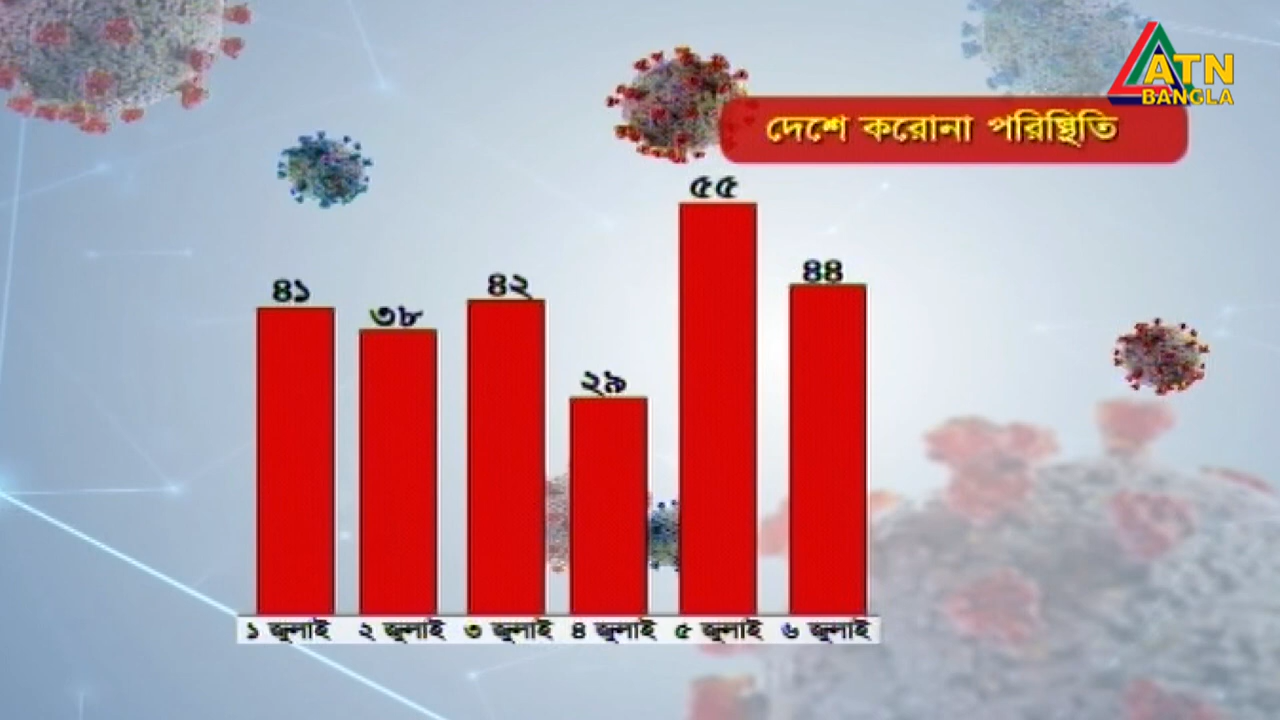 ATN
BANGLA
দেশে করোনা পরিস্থিতি
৪১ ৩৮ ৪২ ২৯ ৫৫ ৪৪
১ জুলাই ২ জুলাই ৩ জুলাই ৪ জুলাই ৫ জুলাই ৬ জুলাই